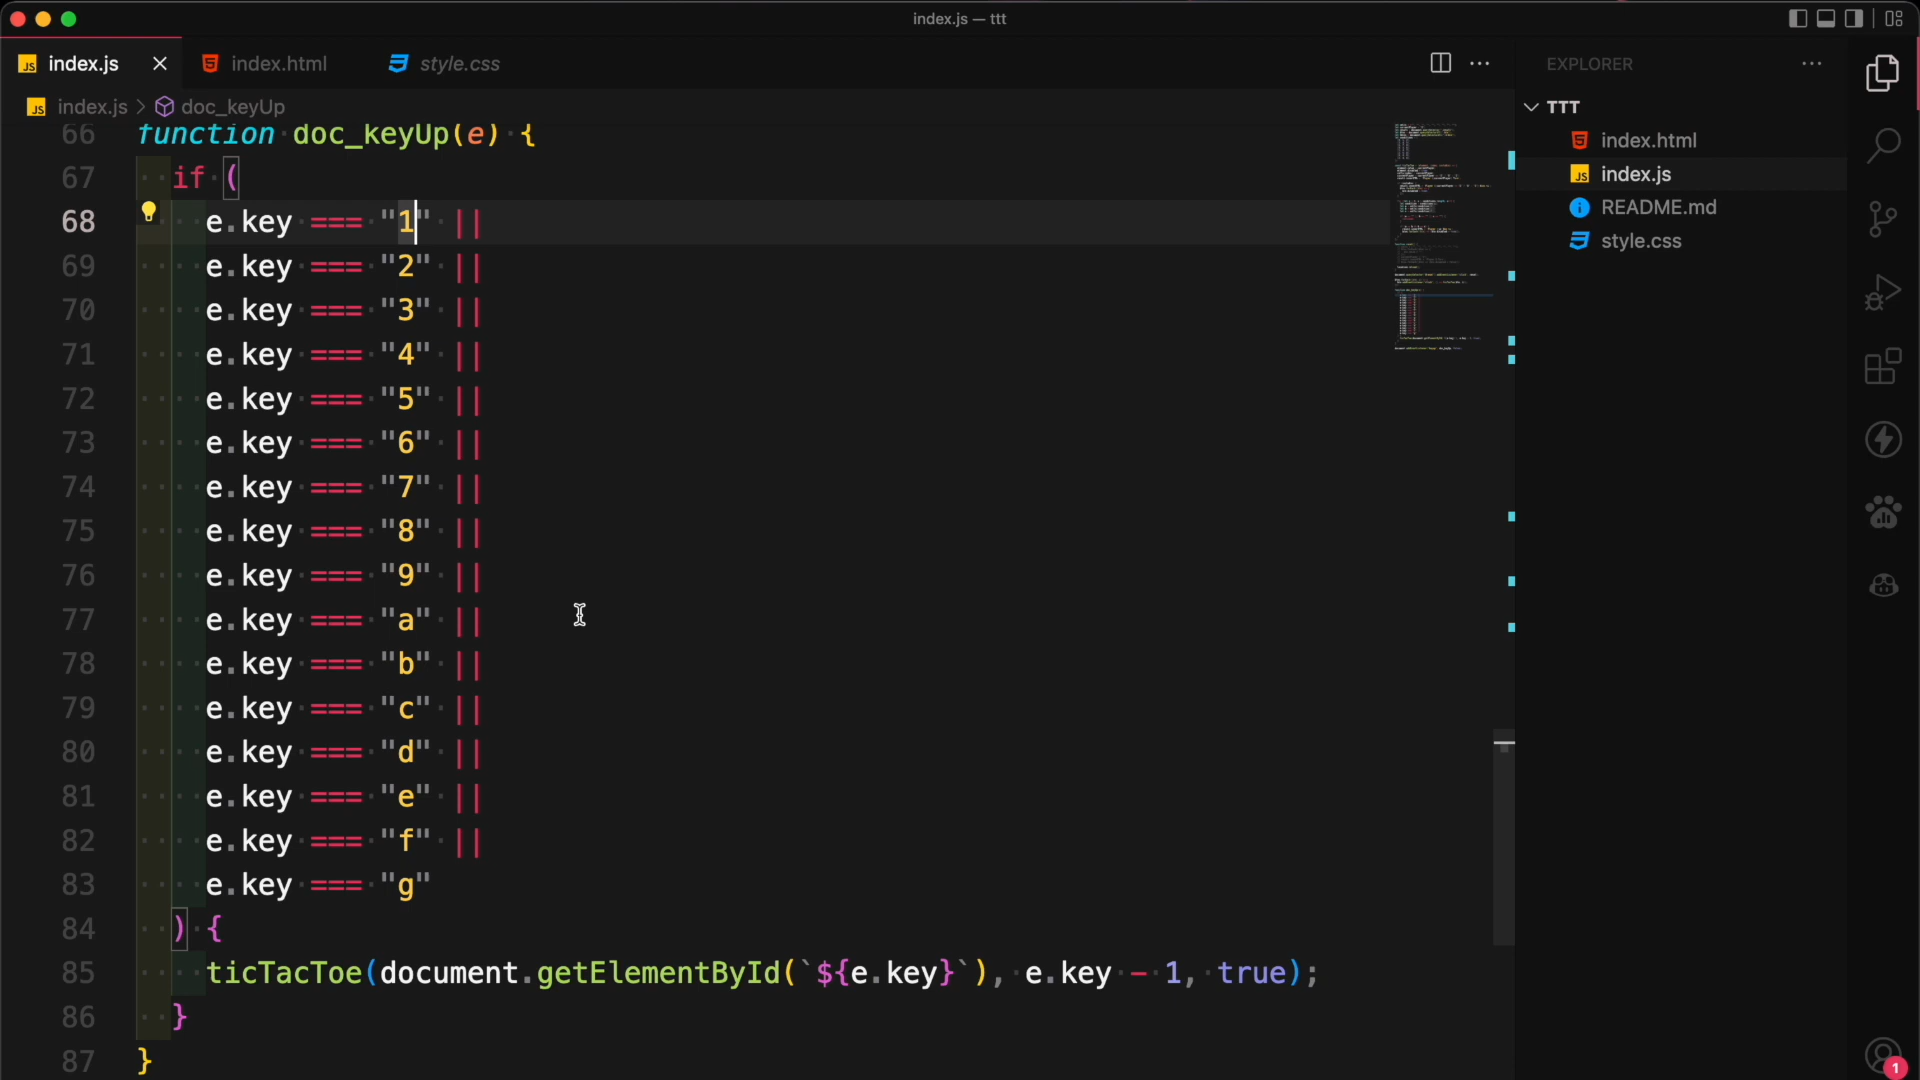 index.js — ttt
index.js
index.html
style.css
index.js > doc_keyUp
66 function doc_keyUp(e) {
67 if (
68 e.key === "1" ||
69 e.key === "2" ||
70 e.key === "3" ||
71 e.key === "4" ||
72 e.key === "5" ||
73 e.key === "6" ||
74 e.key === "7" ||
75 e.key === "8" ||
76 e.key === "9" ||
77 e.key === "a" ||
78 e.key === "b" ||
79 e.key === "c" ||
80 e.key === "d" ||
81 e.key === "e" ||
82 e.key === "f" ||
83 e.key === "g"
84 ) {
85 ticTacToe(document.getElementById(`${e.key}`), e.key - 1, true);
86 }
87 }
EXPLORER
TTT
index.html
index.js
README.md
style.css
1